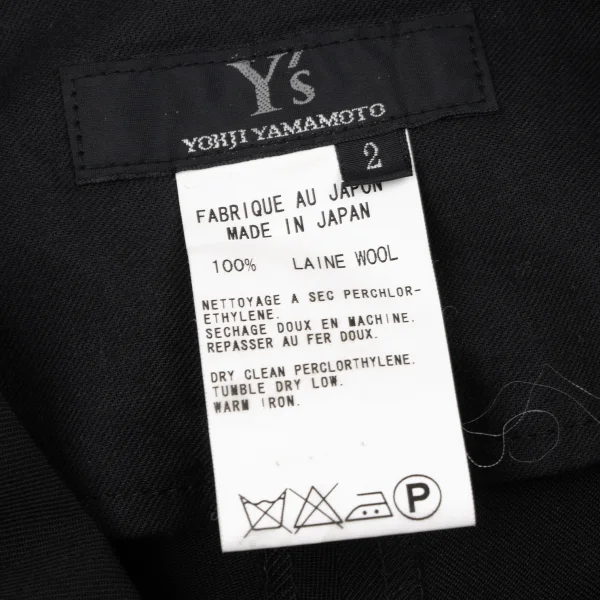 Y's
YOHJI YAMAMOTO
2
FABRIQUE AU JAPON
MADE IN JAPAN
100% LAINE WOOL
NETTOYAGE A SEC PERCHLOR-
ETHYLENE.
SECHAGE DOUX EN MACHINE.
REPASSER AU FER DOUX.
DRY CLEAN PERCLORTHYLENE.
TUMBLE DRY LOW.
WARM IRON.
P